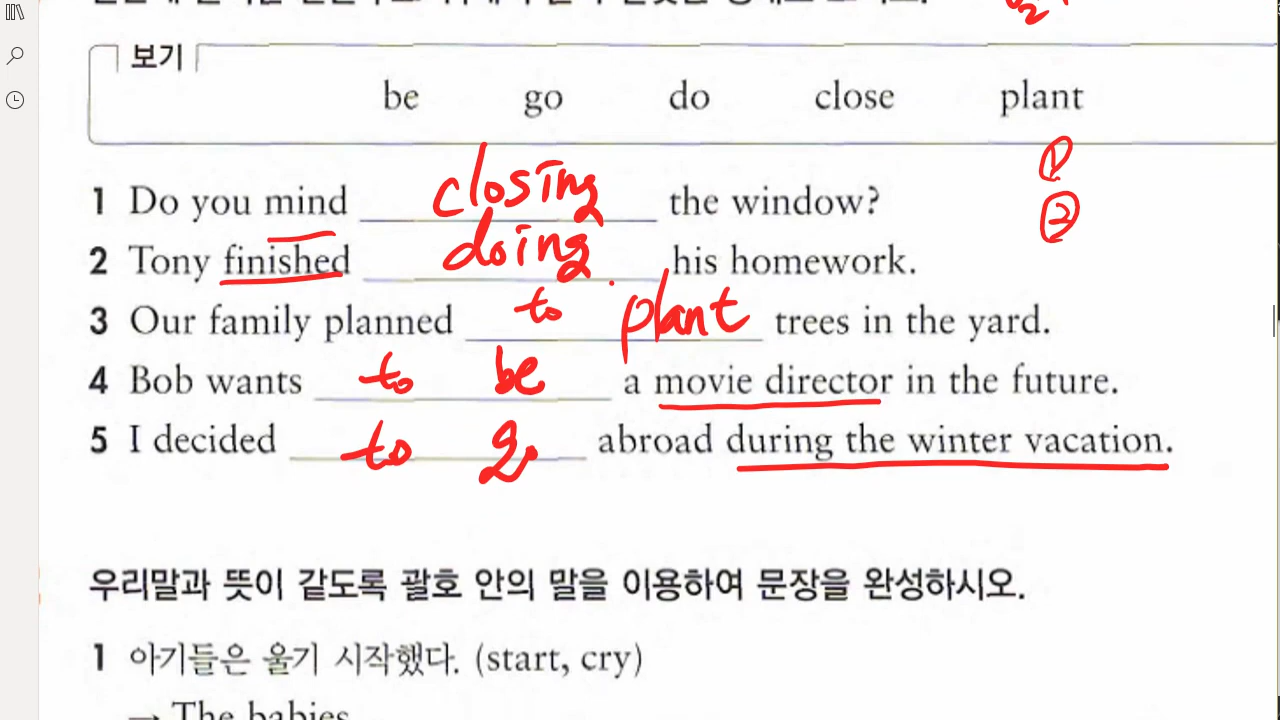 보기
be go do close plant
①
1 Do you mind closing the window?
②
2 Tony finished doing his homework.
3 Our family planned to plant trees in the yard.
4 Bob wants to be a movie director in the future.
5 I decided to go abroad during the winter vacation.
우리말과 뜻이 같도록 괄호 안의 말을 이용하여 문장을 완성하시오.
1 아기들은 울기 시작했다. (start, cry)
→ The babies